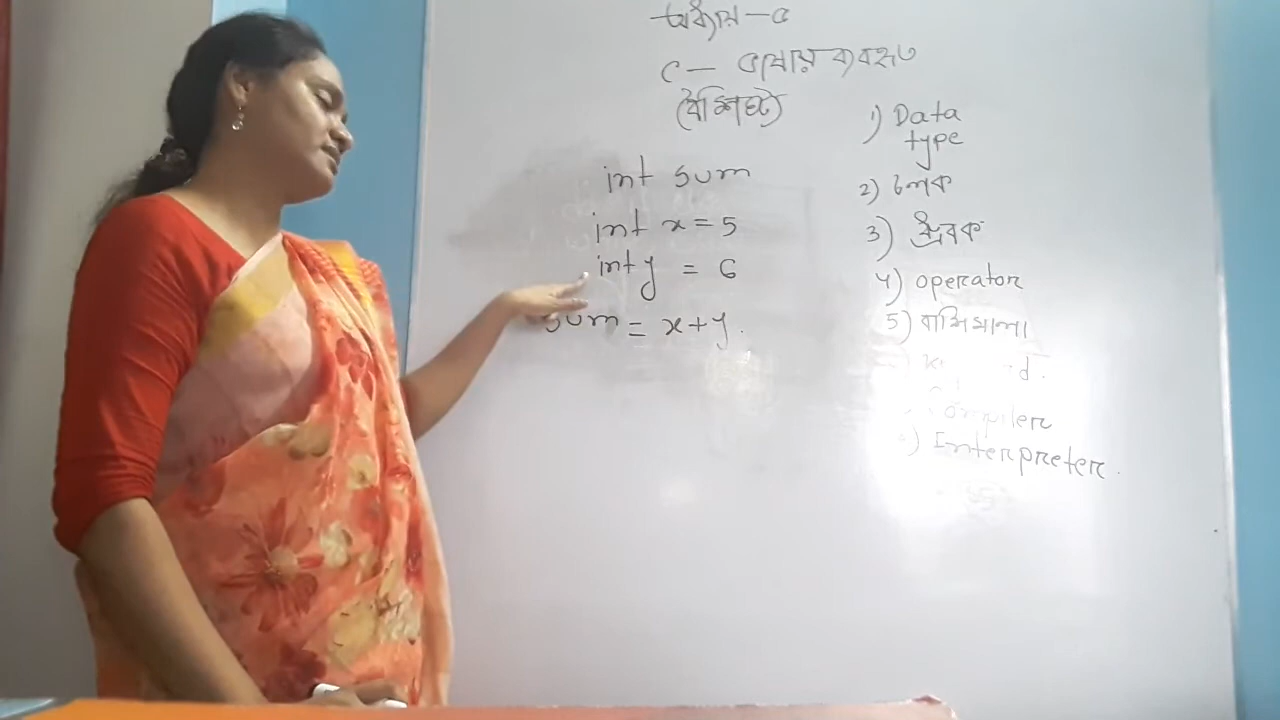 অধ্যায় - ৫
C - ভাষায় ব্যবহৃত
(বৈশিষ্ট্য)
int sum
int x = 5
int y = 6
sum = x+y.
1) Data
type
2) চলক
3) ধ্রুবক
4) operator
5) রাশিমালা
compiler
Interpreter.